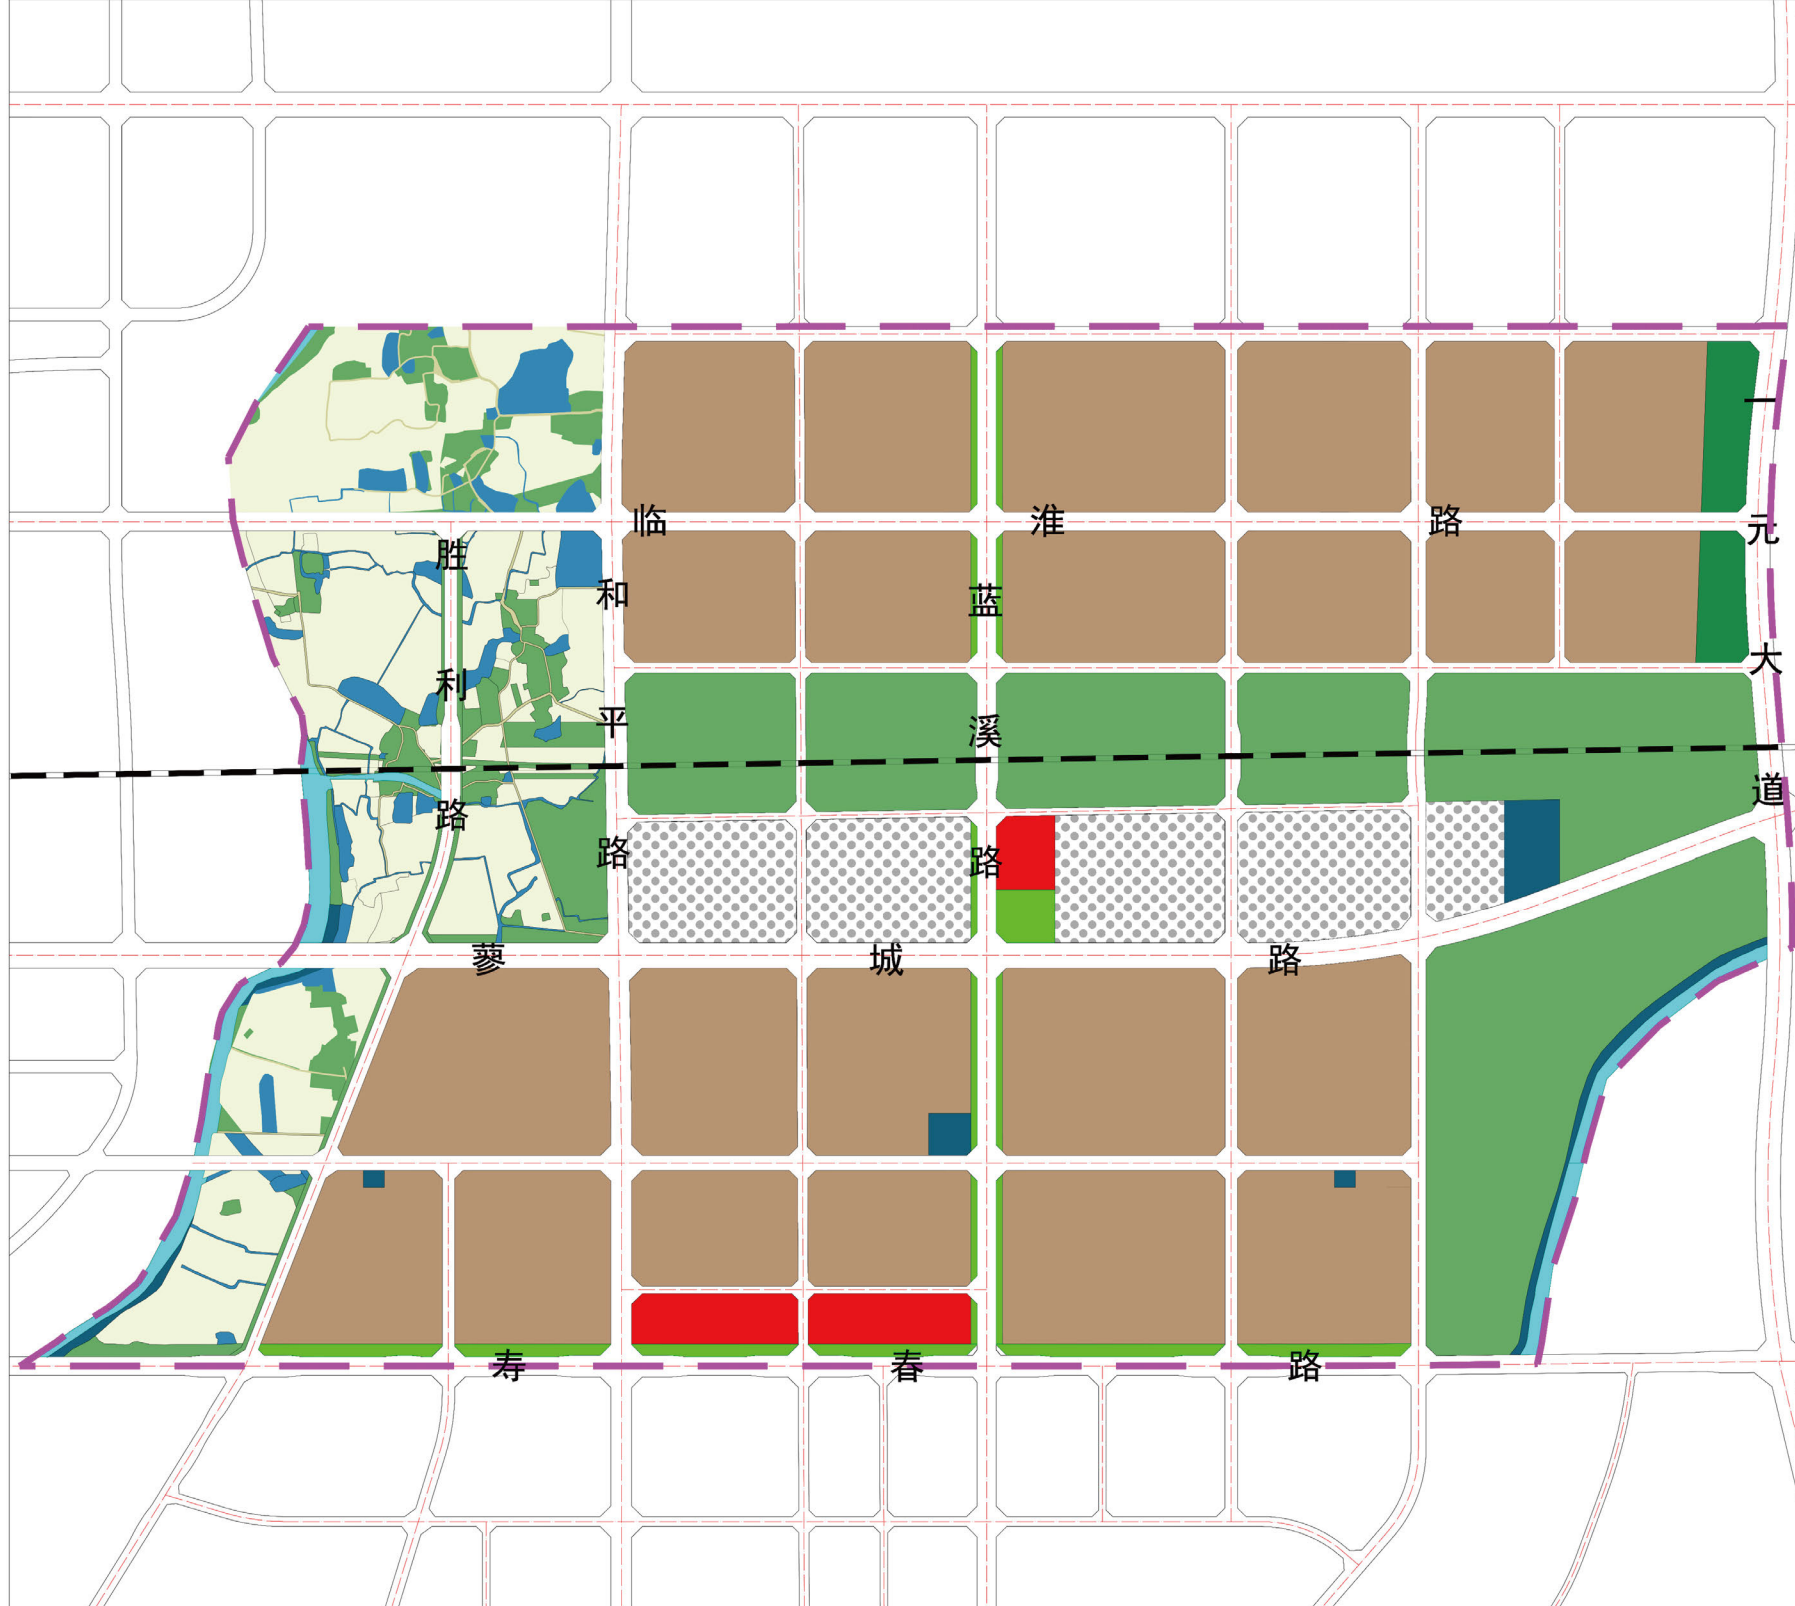 临淮路
胜利路
和平路
蓝溪路
一元大道
蓼城路
寿春路